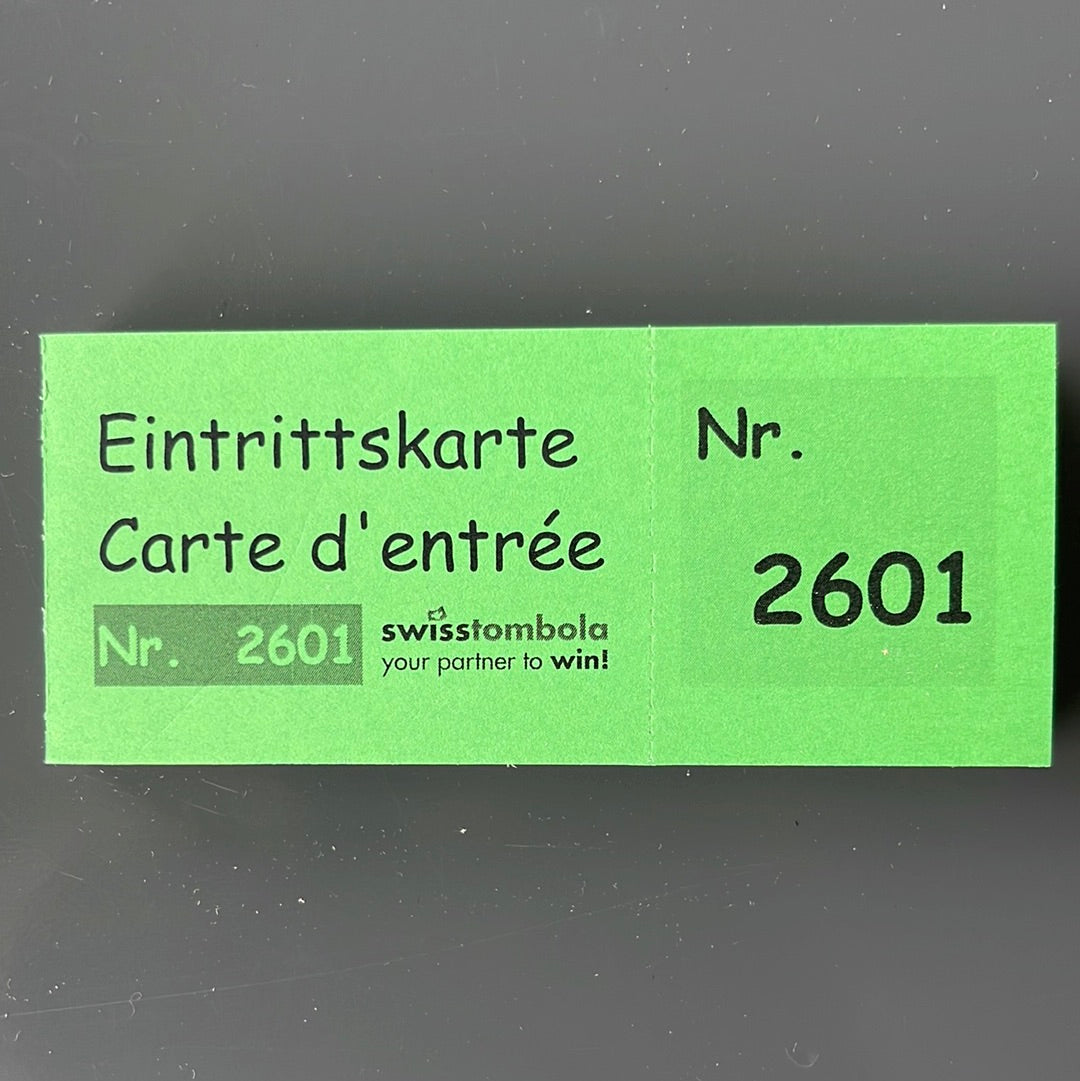 Eintrittskarte
Carte d'entrée
Nr. 2601
swisstombola
your partner to win!
Nr.
2601